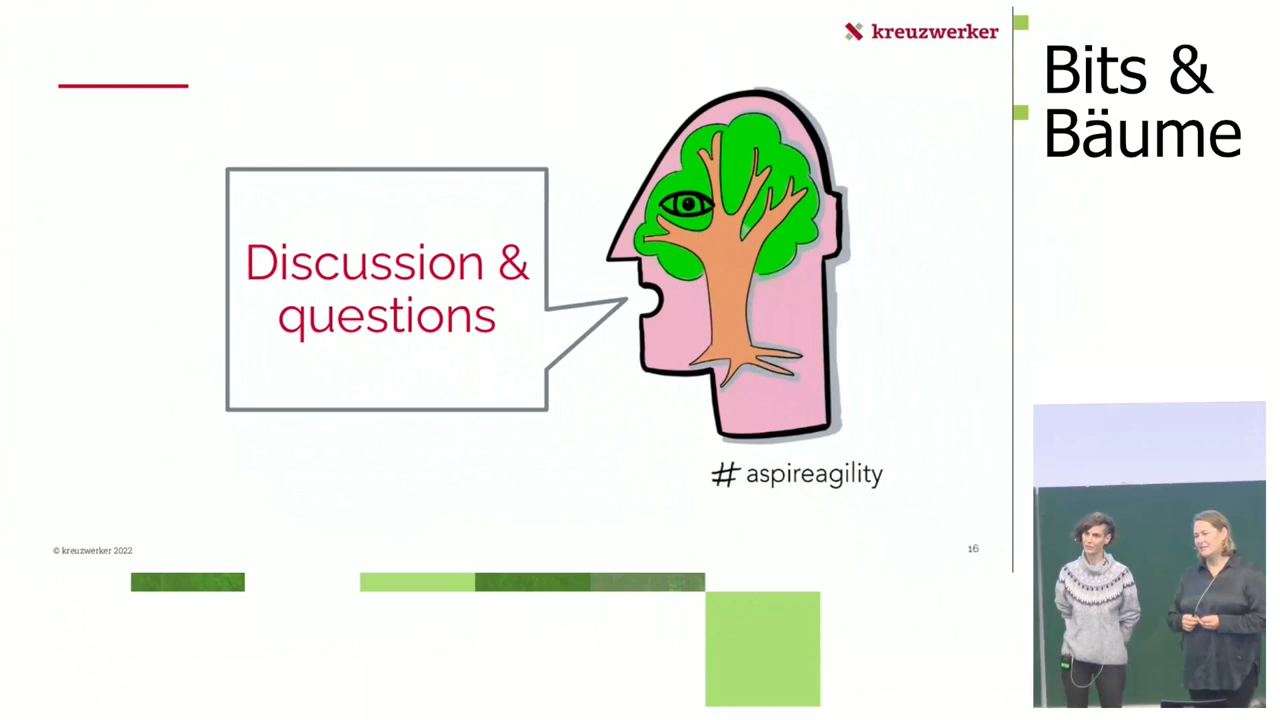 kreuzwerker
Bits &
Bäume
Discussion &
questions
# aspireagility
© kreuzwerker 2022
16